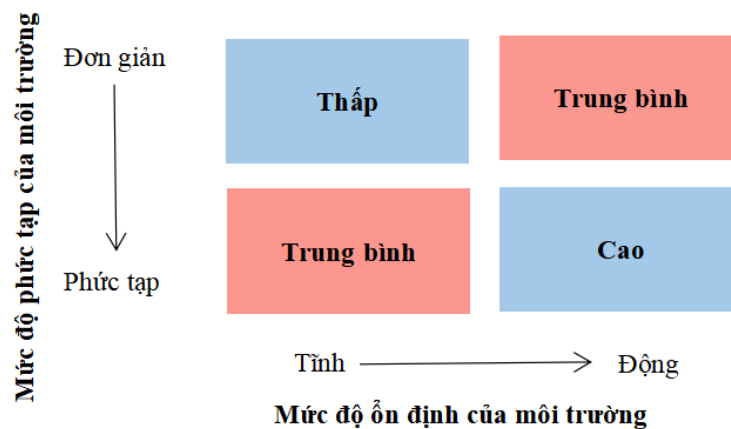 Mức độ phức tạp của môi trường
Đơn giản
Thấp
Trung bình
Phức tạp
Trung bình
Cao
Tĩnh
Động
Mức độ ổn định của môi trường